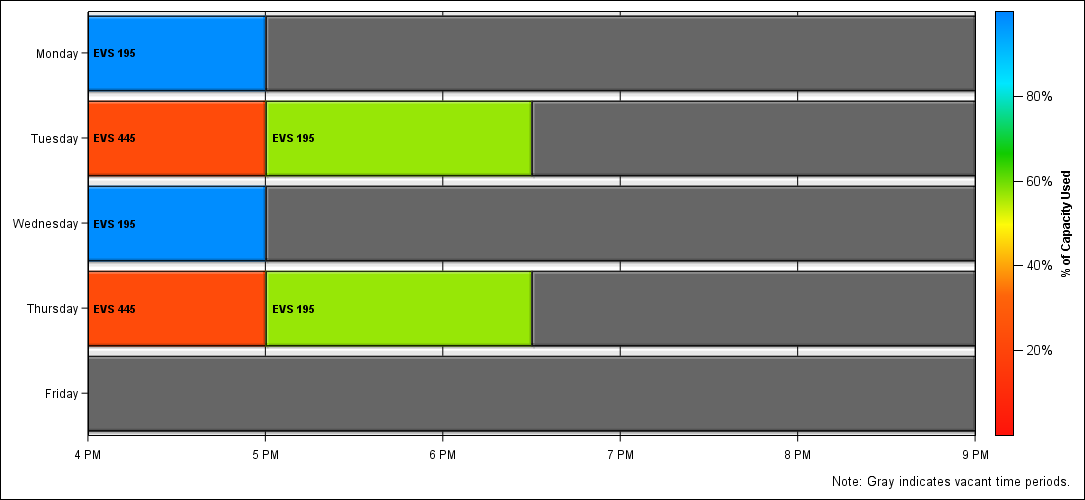 Monday
EVS 195
Tuesday
EVS 445
EVS 195
Wednesday
EVS 195
Thursday
EVS 445
EVS 195
Friday
4 PM
5 PM
6 PM
7 PM
8 PM
9 PM
80%
60%
40%
20%
% of Capacity Used
Note: Gray indicates vacant time periods.